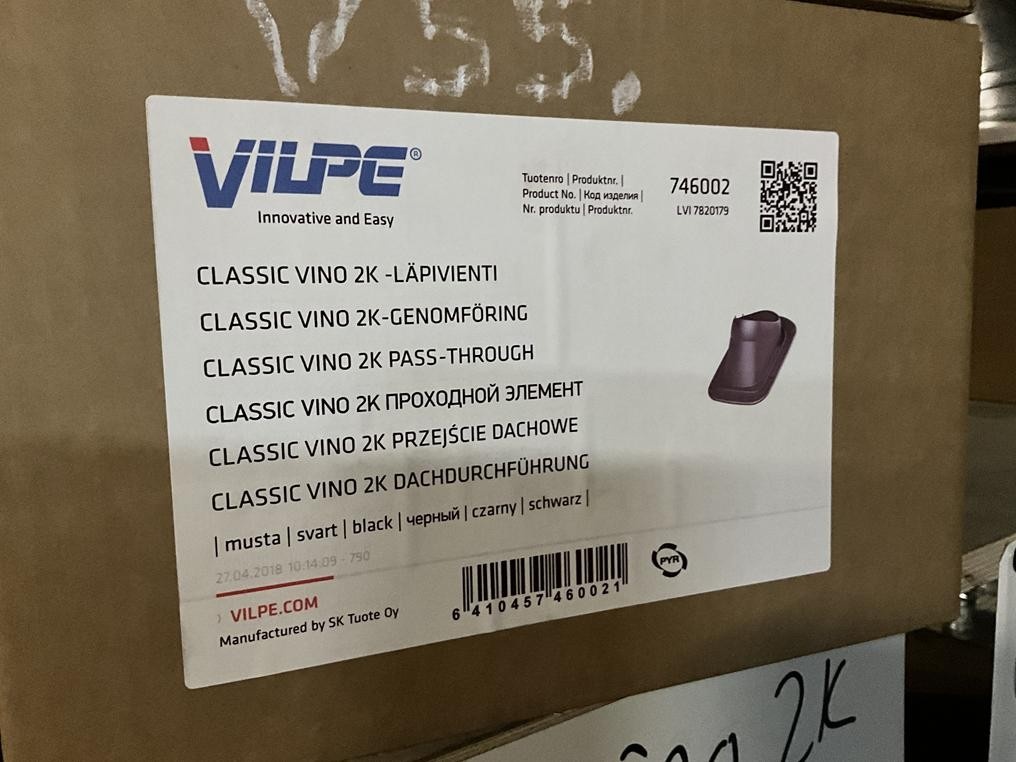 V55.
VILPE®
Innovative and Easy
Tuotenro | Produktnr. |
Product No. | Код изделия |
Nr. produktu | Produktnr.
746002
LVI 7820179
CLASSIC VINO 2K -LÄPIVIENTI
CLASSIC VINO 2K-GENOMFÖRING
CLASSIC VINO 2K PASS-THROUGH
CLASSIC VINO 2K ПРОХОДНОЙ ЭЛЕМЕНТ
CLASSIC VINO 2K PRZEJŚCIE DACHOWE
CLASSIC VINO 2K DACHDURCHFÜHRUNG
| musta | svart | black | черный | czarny | schwarz |
27.04.2018 10:14.09 - 790
VILPE.COM
Manufactured by SK Tuote Oy
6 410457 460021
PYR
2K